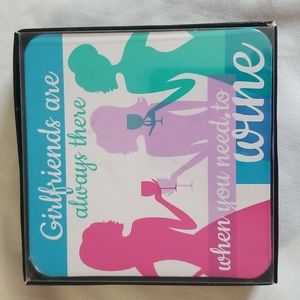 Girlfriends are
always there
when you need to
wine